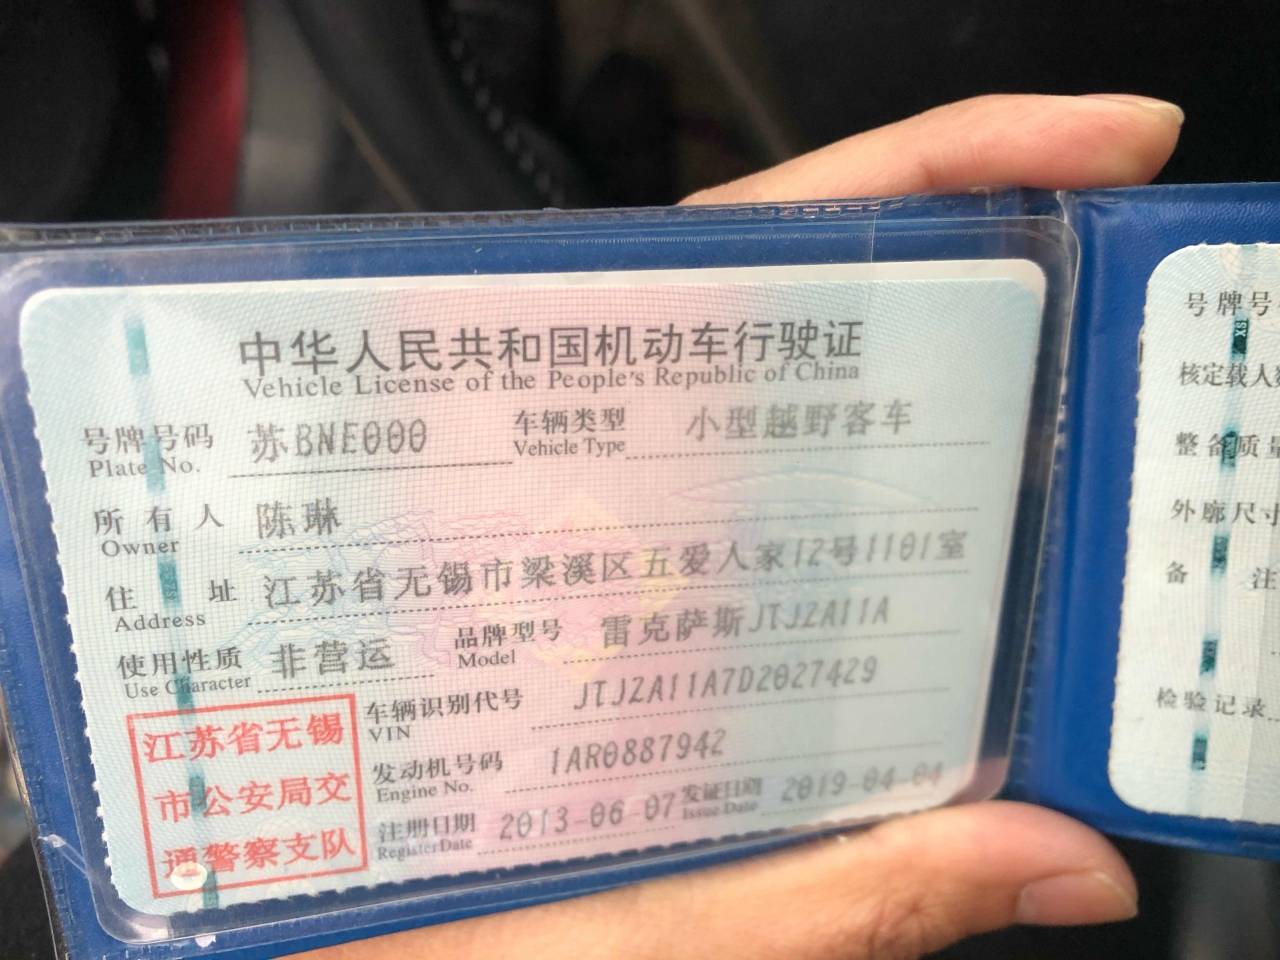 中华人民共和国机动车行驶证
Vehicle License of the People's Republic of China
号牌号码 苏BNE000 车辆类型 小型越野客车
Plate No. Vehicle Type
所有人 陈琳
Owner
住址 江苏省无锡市梁溪区五爱人家12号1101室
Address
使用性质 非营运 品牌型号 雷克萨斯JTJZA11A
Use Character Model
车辆识别代号 JTJZA11A7D2027429
VIN
发动机号码 1AR0887942
Engine No.
注册日期 2013-06-07 发证日期 2019-04-04
Register Date Issue Date
江苏省无锡
市公安局交
通警察支队
号牌号
核定载人
整备质量
外廓尺寸
备注
检验记录